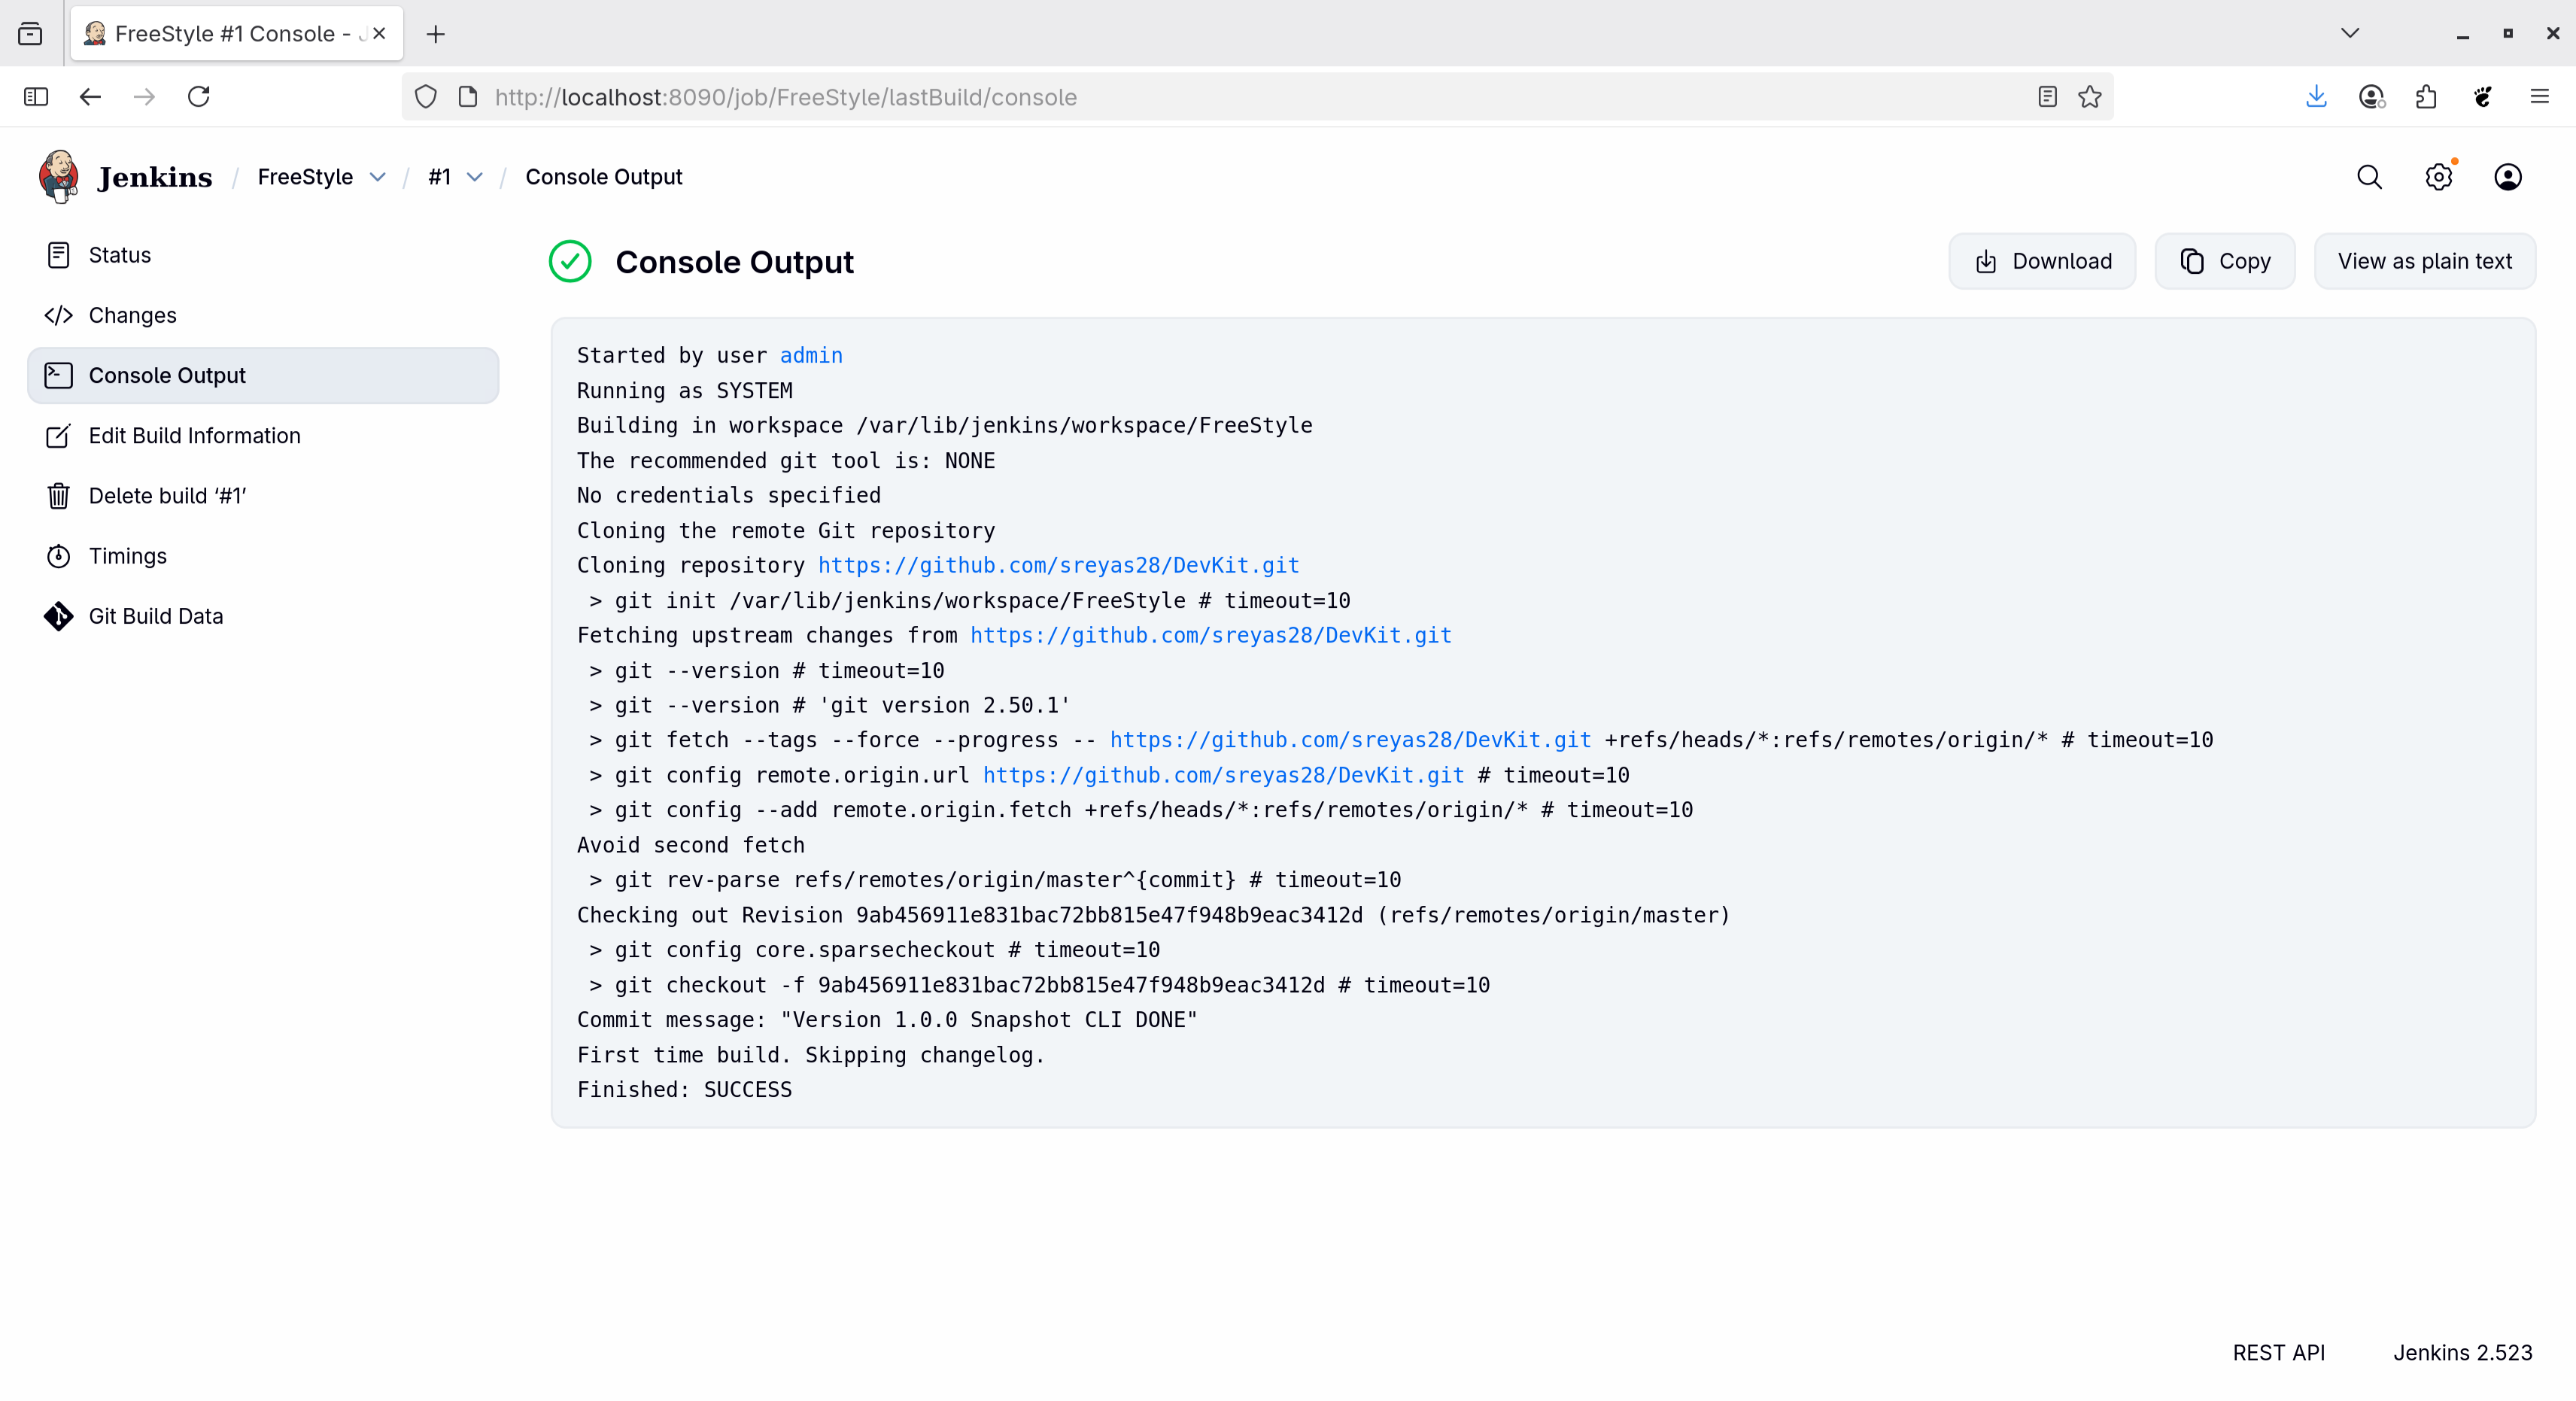 FreeStyle #1 Console -
http://localhost:8090/job/FreeStyle/lastBuild/console
Jenkins / FreeStyle / #1 / Console Output
Status
Changes
Console Output
Edit Build Information
Delete build ‘#1’
Timings
Git Build Data
Console Output
Download
Copy
View as plain text
Started by user admin
Running as SYSTEM
Building in workspace /var/lib/jenkins/workspace/FreeStyle
The recommended git tool is: NONE
No credentials specified
Cloning the remote Git repository
Cloning repository https://github.com/sreyas28/DevKit.git
 > git init /var/lib/jenkins/workspace/FreeStyle # timeout=10
Fetching upstream changes from https://github.com/sreyas28/DevKit.git
 > git --version # timeout=10
 > git --version # 'git version 2.50.1'
 > git fetch --tags --force --progress -- https://github.com/sreyas28/DevKit.git +refs/heads/*:refs/remotes/origin/* # timeout=10
 > git config remote.origin.url https://github.com/sreyas28/DevKit.git # timeout=10
 > git config --add remote.origin.fetch +refs/heads/*:refs/remotes/origin/* # timeout=10
Avoid second fetch
 > git rev-parse refs/remotes/origin/master^{commit} # timeout=10
Checking out Revision 9ab456911e831bac72bb815e47f948b9eac3412d (refs/remotes/origin/master)
 > git config core.sparsecheckout # timeout=10
 > git checkout -f 9ab456911e831bac72bb815e47f948b9eac3412d # timeout=10
Commit message: "Version 1.0.0 Snapshot CLI DONE"
First time build. Skipping changelog.
Finished: SUCCESS
REST API
Jenkins 2.523